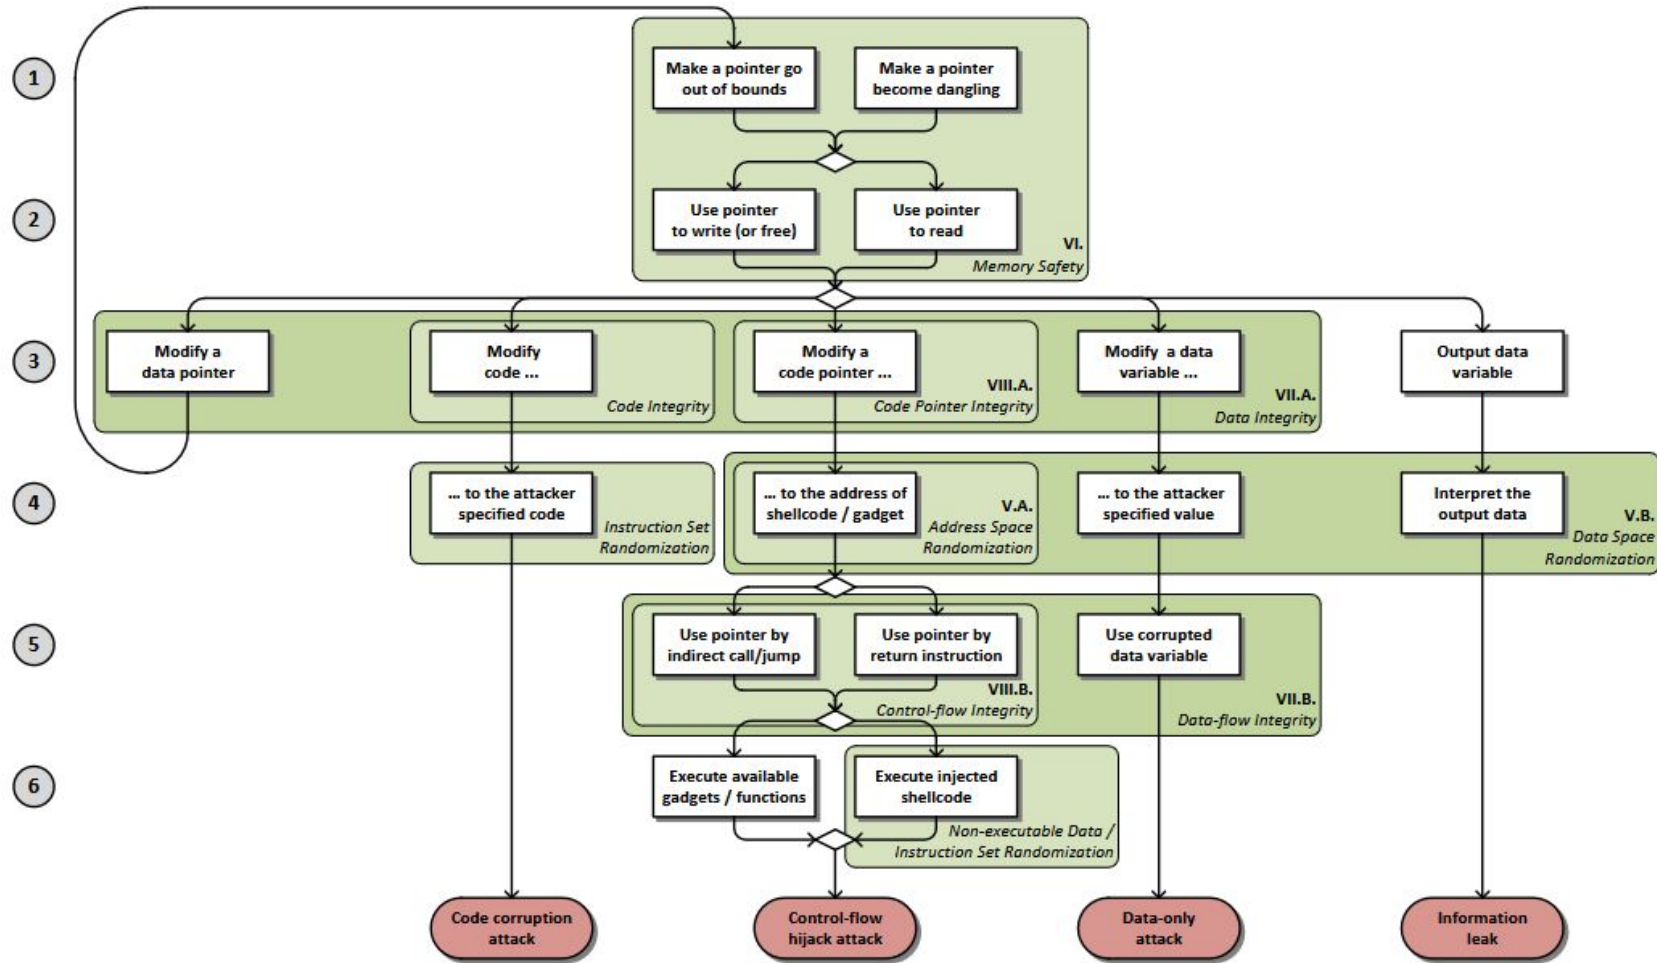 1
Make a pointer go
out of bounds
Make a pointer
become dangling
2
Use pointer
to write (or free)
Use pointer
to read
VI.
Memory Safety
3
Modify a
data pointer
Modify
code ...
Code Integrity
Modify a
code pointer ...
VIII.A.
Code Pointer Integrity
Modify a data
variable ...
VII.A.
Data Integrity
Output data
variable
4
... to the attacker
specified code
Instruction Set
Randomization
... to the address of
shellcode / gadget
V.A.
Address Space
Randomization
... to the attacker
specified value
Interpret the
output data
V.B.
Data Space
Randomization
5
Use pointer by
indirect call/jump
Use pointer by
return instruction
VIII.B.
Control-flow Integrity
Use corrupted
data variable
VII.B.
Data-flow Integrity
6
Execute available
gadgets / functions
Execute injected
shellcode
Non-executable Data /
Instruction Set Randomization
Code corruption
attack
Control-flow
hijack attack
Data-only
attack
Information
leak